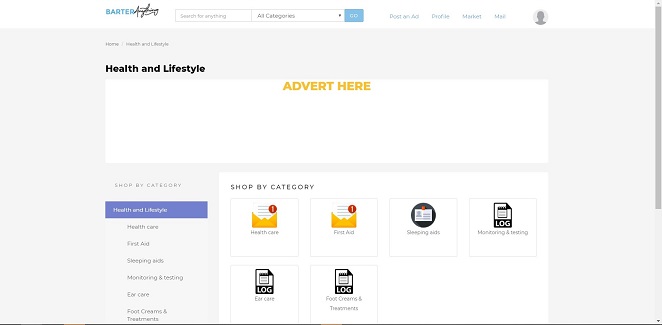 BARTER Anything
Search for anything
All Categories
GO
Post an Ad
Profile
Market
Mail
Home / Health and Lifestyle
Health and Lifestyle
ADVERT HERE
SHOP BY CATEGORY
Health and Lifestyle
Health care
First Aid
Sleeping aids
Monitoring & testing
Ear care
Foot Creams &
Treatments
SHOP BY CATEGORY
1
Health care
1
First Aid
Sleeping aids
LOG
Monitoring & testing
LOG
Ear care
LOG
Foot Creams &
Treatments